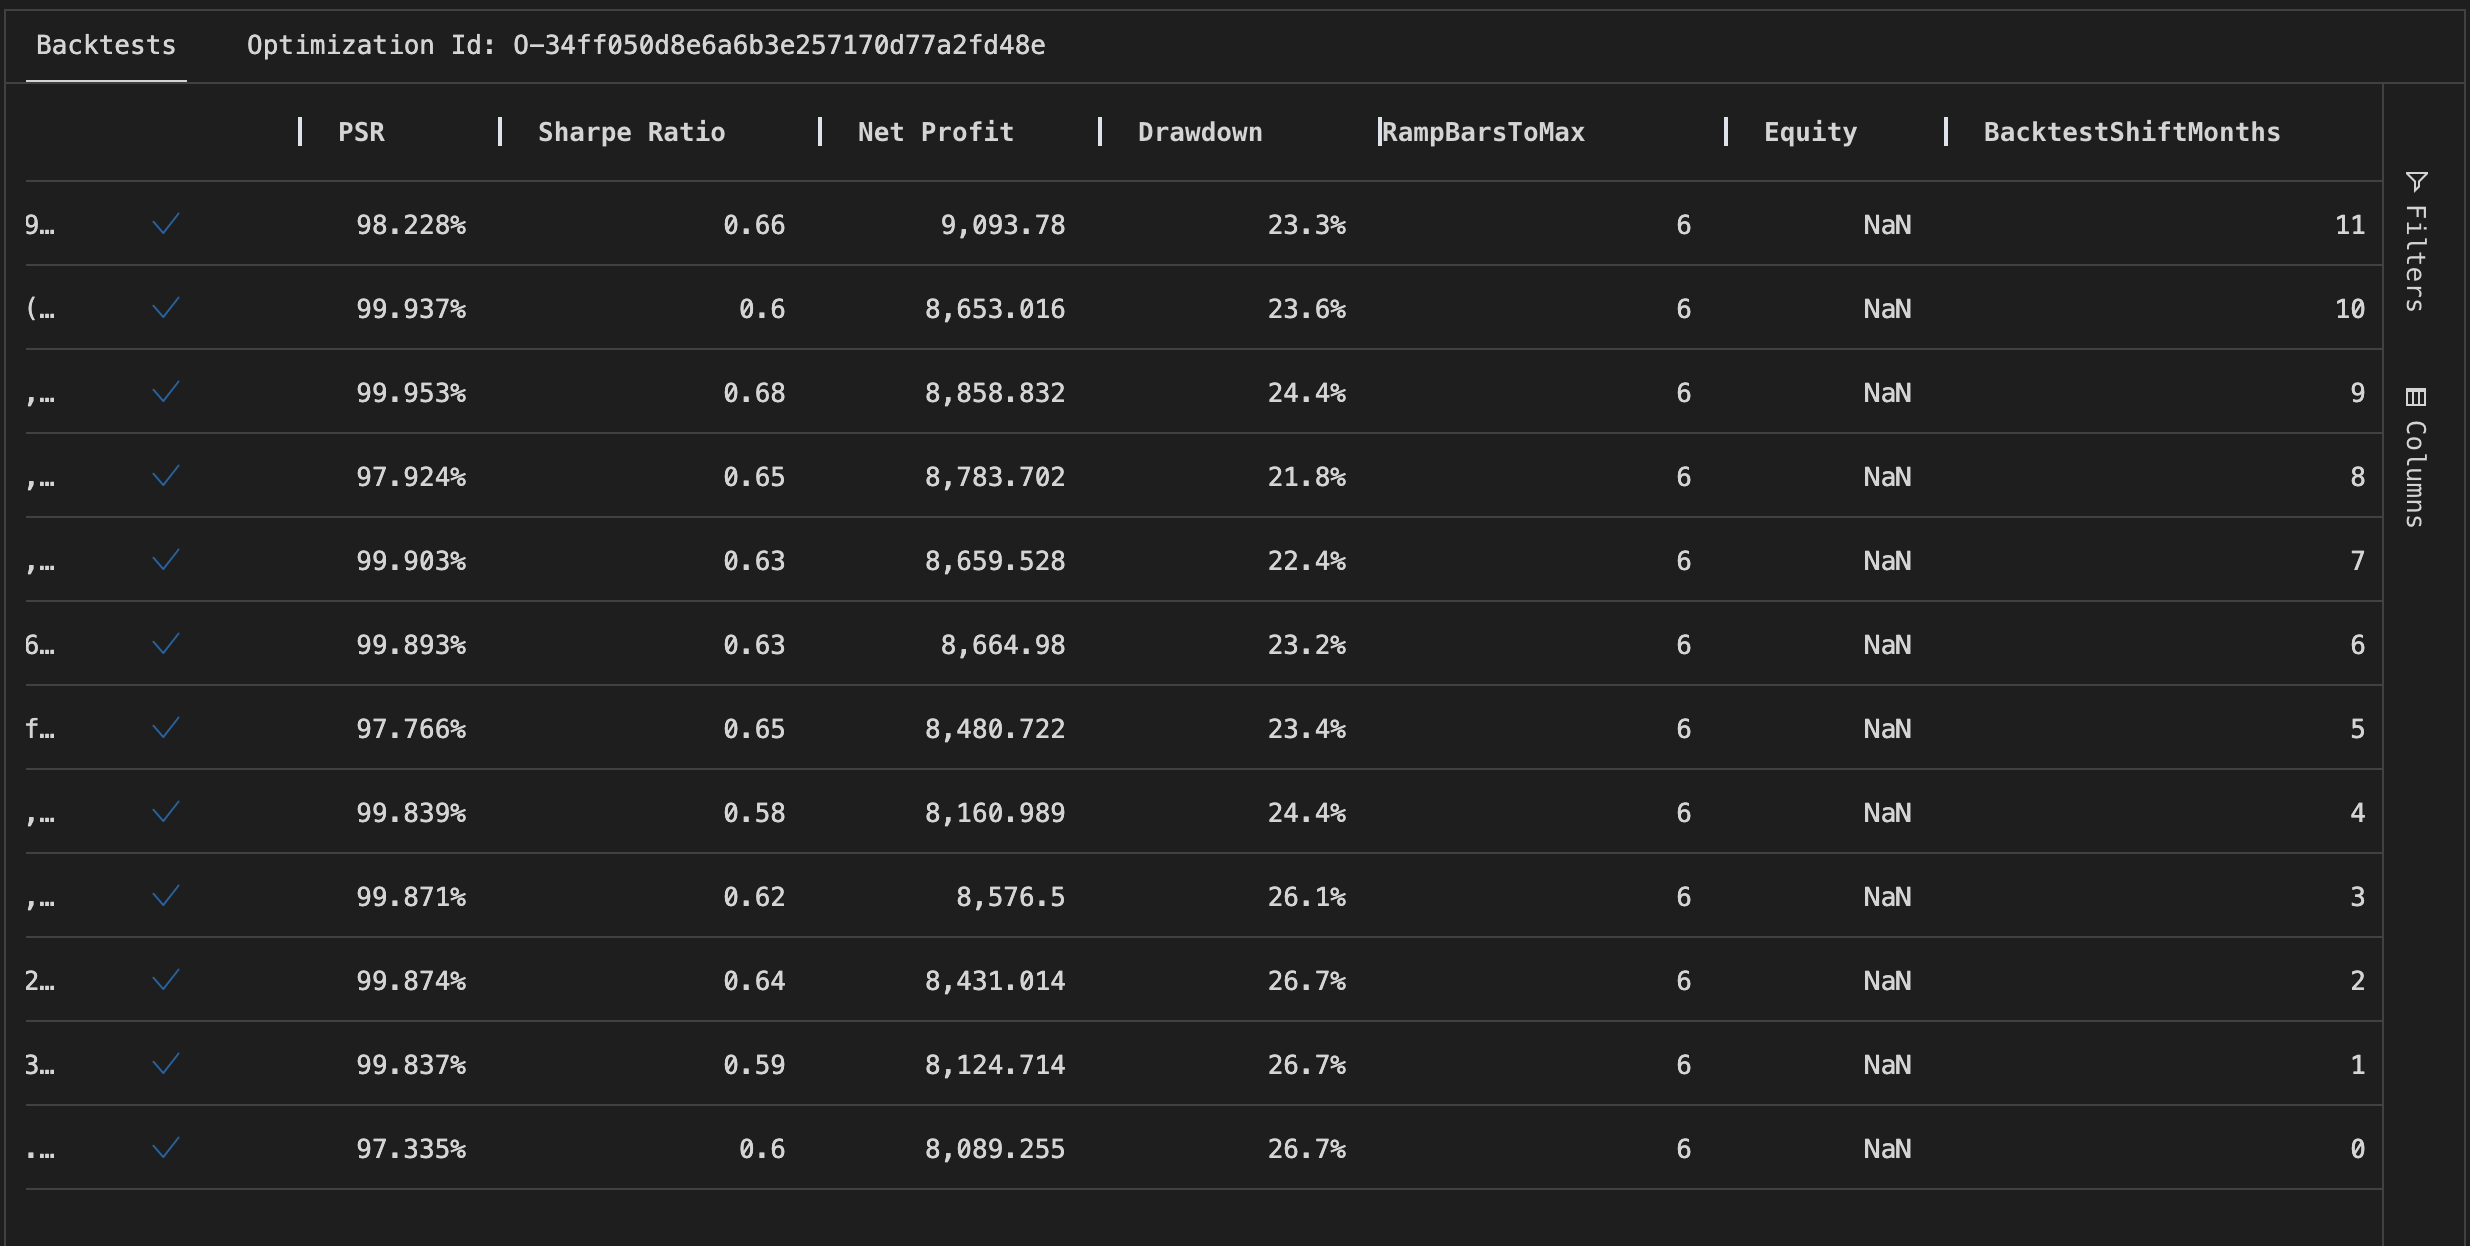 Backtests Optimization Id: O-34ff050d8e6a6b3e257170d77a2fd48e
PSR Sharpe Ratio Net Profit Drawdown RampBarsToMax Equity BacktestShiftMonths
9… 98.228% 0.66 9,093.78 23.3% 6 NaN 11
(… 99.937% 0.6 8,653.016 23.6% 6 NaN 10
,… 99.953% 0.68 8,858.832 24.4% 6 NaN 9
,… 97.924% 0.65 8,783.702 21.8% 6 NaN 8
,… 99.903% 0.63 8,659.528 22.4% 6 NaN 7
6… 99.893% 0.63 8,664.98 23.2% 6 NaN 6
f… 97.766% 0.65 8,480.722 23.4% 6 NaN 5
,… 99.839% 0.58 8,160.989 24.4% 6 NaN 4
,… 99.871% 0.62 8,576.5 26.1% 6 NaN 3
2… 99.874% 0.64 8,431.014 26.7% 6 NaN 2
3… 99.837% 0.59 8,124.714 26.7% 6 NaN 1
.… 97.335% 0.6 8,089.255 26.7% 6 NaN 0
Filters
Columns